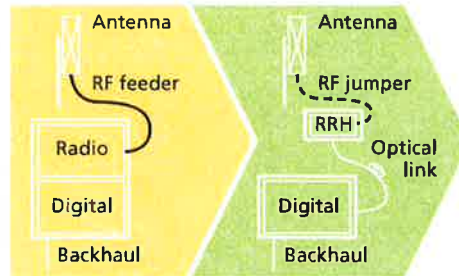 Antenna
RF feeder
Radio
Digital
Backhaul
Antenna
RF jumper
RRH
Optical
link
Digital
Backhaul